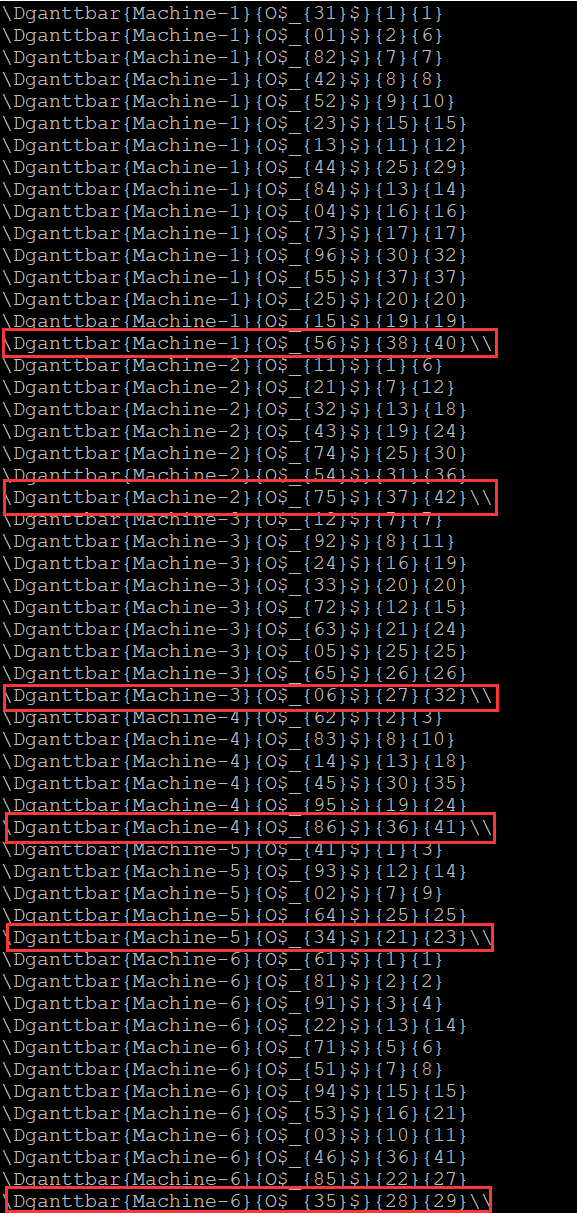 \Dganttbar{Machine-1}{O$_{31}$}{1}{1}
\Dganttbar{Machine-1}{O$_{01}$}{2}{6}
\Dganttbar{Machine-1}{O$_{82}$}{7}{7}
\Dganttbar{Machine-1}{O$_{42}$}{8}{8}
\Dganttbar{Machine-1}{O$_{52}$}{9}{10}
\Dganttbar{Machine-1}{O$_{23}$}{15}{15}
\Dganttbar{Machine-1}{O$_{13}$}{11}{12}
\Dganttbar{Machine-1}{O$_{44}$}{25}{29}
\Dganttbar{Machine-1}{O$_{84}$}{13}{14}
\Dganttbar{Machine-1}{O$_{04}$}{16}{16}
\Dganttbar{Machine-1}{O$_{73}$}{17}{17}
\Dganttbar{Machine-1}{O$_{96}$}{30}{32}
\Dganttbar{Machine-1}{O$_{55}$}{37}{37}
\Dganttbar{Machine-1}{O$_{25}$}{20}{20}
\Dganttbar{Machine-1}{O$_{15}$}{19}{19}
\Dganttbar{Machine-1}{O$_{56}$}{38}{40}\\
\Dganttbar{Machine-2}{O$_{11}$}{1}{6}
\Dganttbar{Machine-2}{O$_{21}$}{7}{12}
\Dganttbar{Machine-2}{O$_{32}$}{13}{18}
\Dganttbar{Machine-2}{O$_{43}$}{19}{24}
\Dganttbar{Machine-2}{O$_{74}$}{25}{30}
\Dganttbar{Machine-2}{O$_{54}$}{31}{36}
\Dganttbar{Machine-2}{O$_{75}$}{37}{42}\\
\Dganttbar{Machine-3}{O$_{12}$}{7}{7}
\Dganttbar{Machine-3}{O$_{92}$}{8}{11}
\Dganttbar{Machine-3}{O$_{24}$}{16}{19}
\Dganttbar{Machine-3}{O$_{33}$}{20}{20}
\Dganttbar{Machine-3}{O$_{72}$}{12}{15}
\Dganttbar{Machine-3}{O$_{63}$}{21}{24}
\Dganttbar{Machine-3}{O$_{05}$}{25}{25}
\Dganttbar{Machine-3}{O$_{65}$}{26}{26}
\Dganttbar{Machine-3}{O$_{06}$}{27}{32}\\
\Dganttbar{Machine-4}{O$_{62}$}{2}{3}
\Dganttbar{Machine-4}{O$_{83}$}{8}{10}
\Dganttbar{Machine-4}{O$_{14}$}{13}{18}
\Dganttbar{Machine-4}{O$_{45}$}{30}{35}
\Dganttbar{Machine-4}{O$_{95}$}{19}{24}
\Dganttbar{Machine-4}{O$_{86}$}{36}{41}\\
\Dganttbar{Machine-5}{O$_{41}$}{1}{3}
\Dganttbar{Machine-5}{O$_{93}$}{12}{14}
\Dganttbar{Machine-5}{O$_{02}$}{7}{9}
\Dganttbar{Machine-5}{O$_{64}$}{25}{25}
\Dganttbar{Machine-5}{O$_{34}$}{21}{23}\\
\Dganttbar{Machine-6}{O$_{61}$}{1}{1}
\Dganttbar{Machine-6}{O$_{81}$}{2}{2}
\Dganttbar{Machine-6}{O$_{91}$}{3}{4}
\Dganttbar{Machine-6}{O$_{22}$}{13}{14}
\Dganttbar{Machine-6}{O$_{71}$}{5}{6}
\Dganttbar{Machine-6}{O$_{51}$}{7}{8}
\Dganttbar{Machine-6}{O$_{94}$}{15}{15}
\Dganttbar{Machine-6}{O$_{53}$}{16}{21}
\Dganttbar{Machine-6}{O$_{03}$}{10}{11}
\Dganttbar{Machine-6}{O$_{46}$}{36}{41}
\Dganttbar{Machine-6}{O$_{85}$}{22}{27}
\Dganttbar{Machine-6}{O$_{35}$}{28}{29}\\